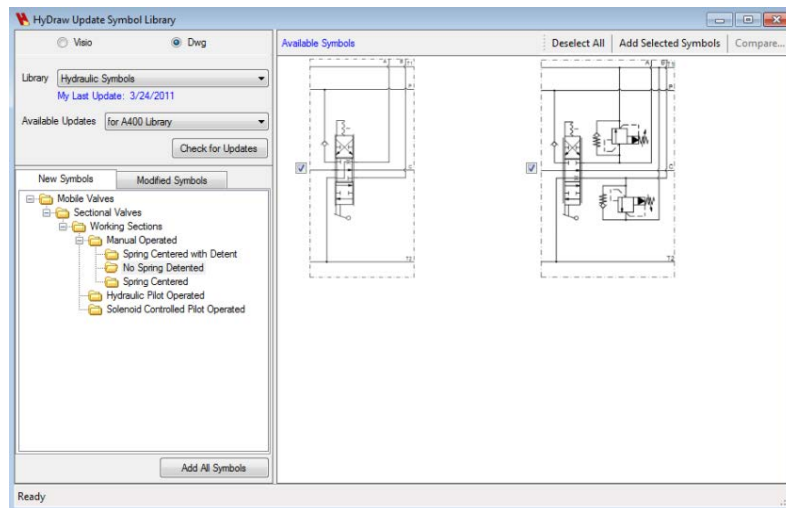 HyDraw Update Symbol Library
Visio
Dwg
Library
Hydraulic Symbols
My Last Update: 3/24/2011
Available Updates
for A400 Library
Check for Updates
New Symbols
Modified Symbols
Mobile Valves
Sectional Valves
Working Sections
Manual Operated
Spring Centered with Detent
No Spring Detented
Spring Centered
Hydraulic Pilot Operated
Solenoid Controlled Pilot Operated
Add All Symbols
Available Symbols
Deselect All
Add Selected Symbols
Compare...
A B T1
P
C
T2
A B
P
C
T2
Ready